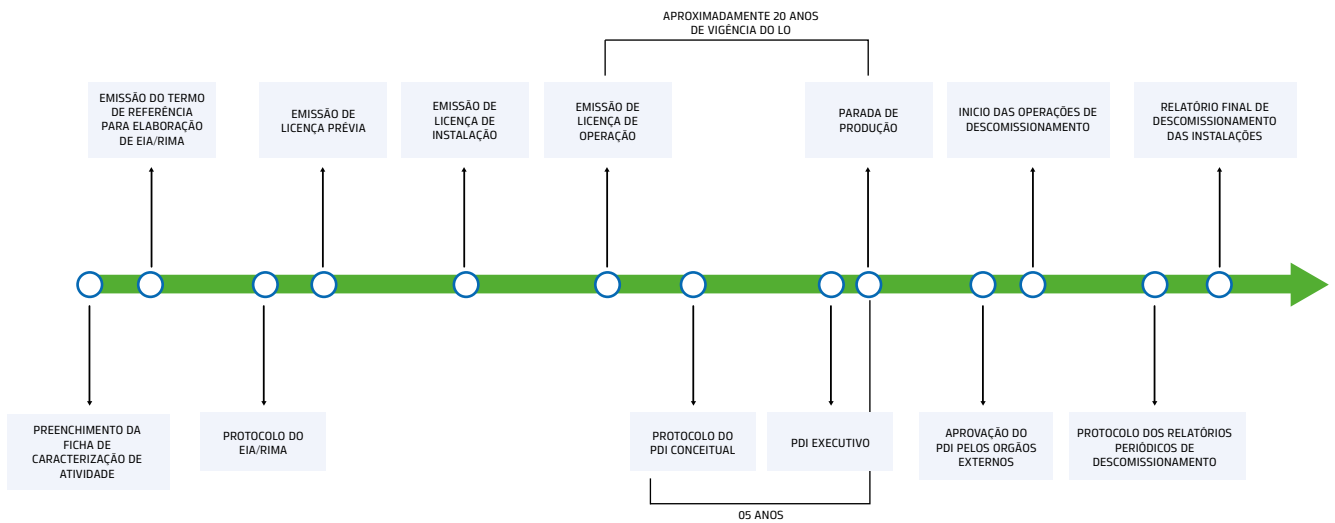 APROXIMADAMENTE 20 ANOS
DE VIGÊNCIA DO LO
EMISSÃO DO TERMO
DE REFERÊNCIA
PARA ELABORAÇÃO
DE EIA/RIMA
EMISSÃO DE
LICENÇA PRÉVIA
EMISSÃO DE
LICENÇA DE
INSTALAÇÃO
EMISSÃO DE
LICENÇA DE
OPERAÇÃO
PARADA DE
PRODUÇÃO
INICIO DAS OPERAÇÕES DE
DESCOMISSIONAMENTO
RELATÓRIO FINAL DE
DESCOMISSIONAMENTO
DAS INSTALAÇÕES
PREENCHIMENTO DA
FICHA DE
CARACTERIZAÇÃO DE
ATIVIDADE
PROTOCOLO DO
EIA/RIMA
PROTOCOLO DO
PDI CONCEITUAL
PDI EXECUTIVO
APROVAÇÃO DO
PDI PELOS ORGÃOS
EXTERNOS
PROTOCOLO DOS RELATÓRIOS
PERIÓDICOS DE
DESCOMISSIONAMENTO
05 ANOS